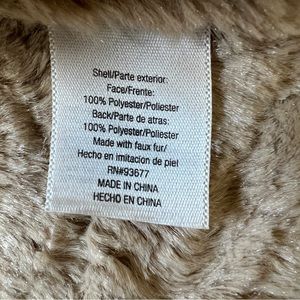 Shell/Parte exterior:
Face/Frente:
100% Polyester/Poliester
Back/Parte de atras:
100% Polyester/Poliester
Made with faux fur/
Hecho en imitacion de piel
RN#93677
MADE IN CHINA
HECHO EN CHINA